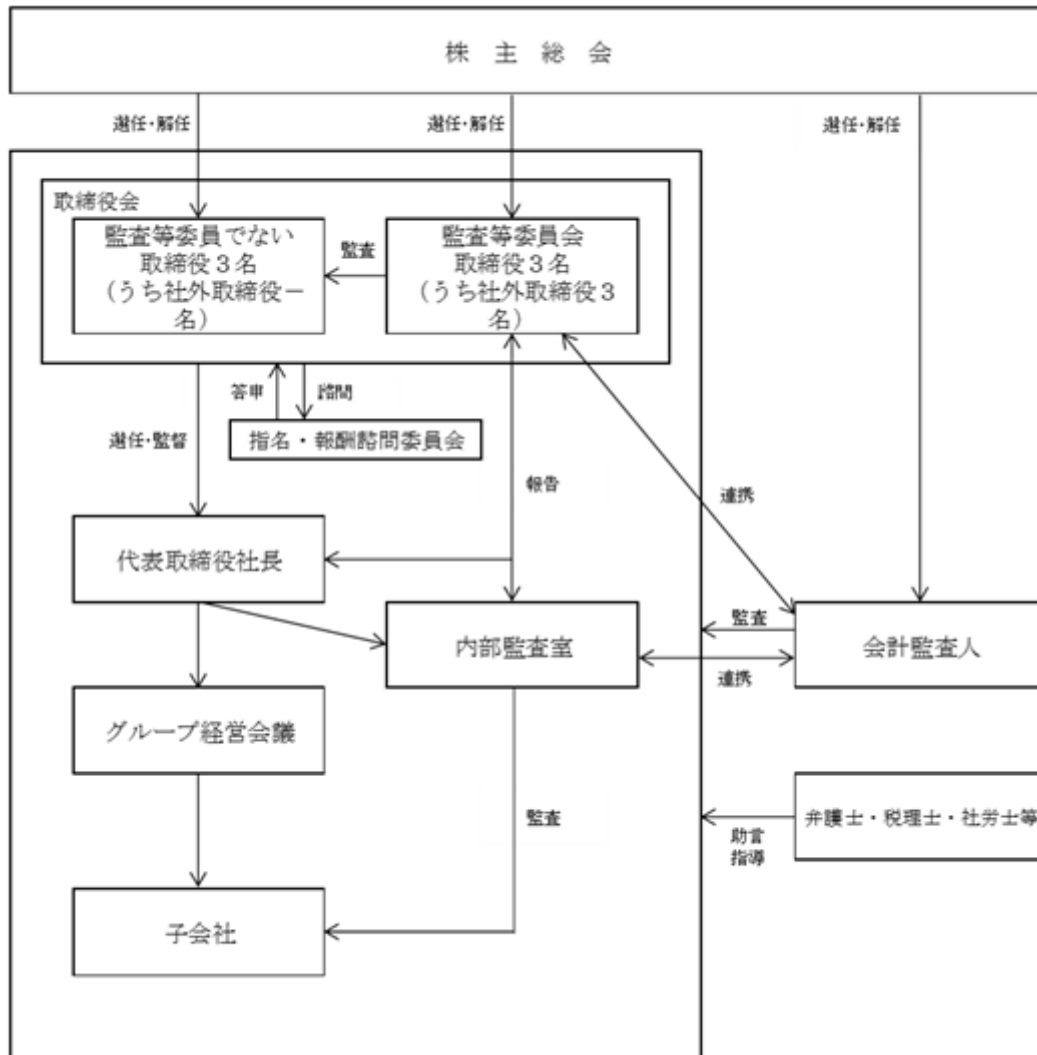 株主総会
選任・解任
選任・解任
選任・解任
取締役会
監査等委員でない
取締役３名
（うち社外取締役－
名）
監査
監査等委員会
取締役３名
（うち社外取締役３
名）
答申
諮問
選任・監督
指名・報酬諮問委員会
報告
連携
代表取締役社長
内部監査室
監査
連携
会計監査人
グループ経営会議
監査
弁護士・税理士・社労士等
助言
指導
子会社